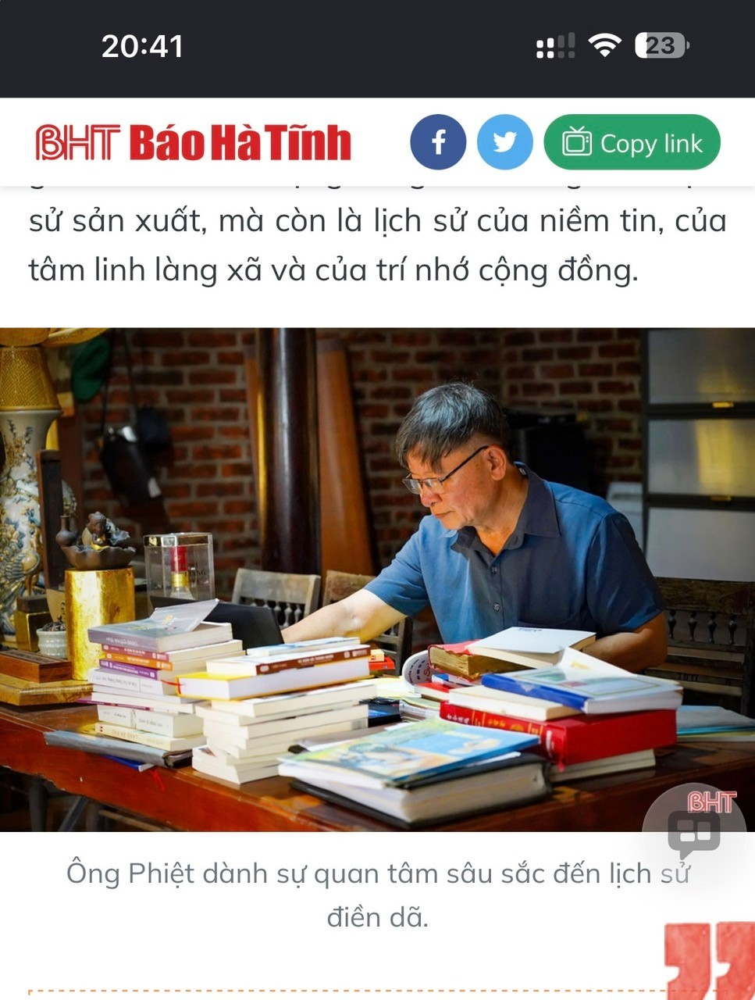 20:41
23
BHT Báo Hà Tĩnh
f
Copy link
sử sản xuất, mà còn là lịch sử của niềm tin, của
tâm linh làng xã và của trí nhớ cộng đồng.
BHT
Ông Phiệt dành sự quan tâm sâu sắc đến lịch sử
điền dã.